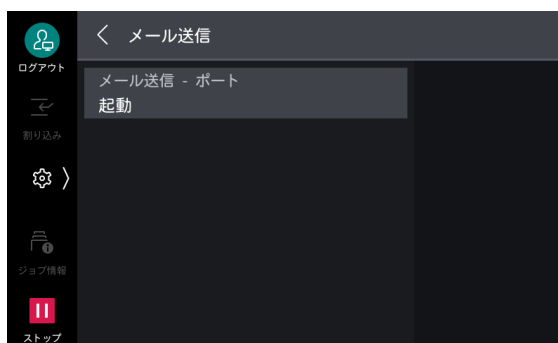 メール送信
ログアウト
メール送信 - ポート
起動
割り込み
ジョブ情報
ストップ